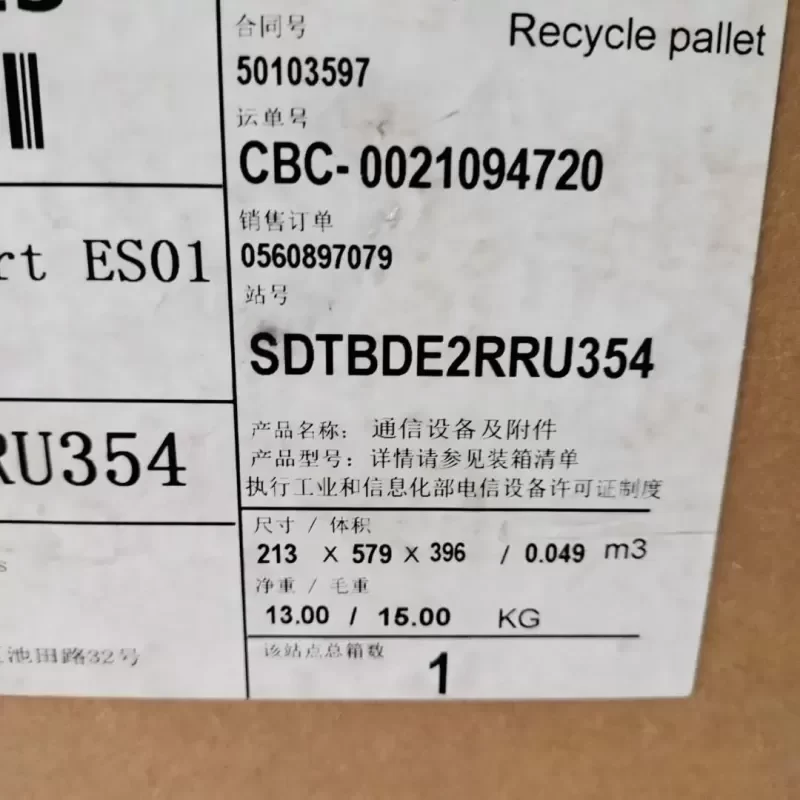 合同号
Recycle pallet
50103597
运单号
CBC-0021094720
销售订单
rt ES01
0560897079
站号
SDTBDE2RRU354
RU354
产品名称: 通信设备及附件
产品型号: 详情请参见装箱清单
执行工业和信息化部电信设备许可证制度
尺寸 / 体积
213 X 579 X 396 / 0.049 m3
净重 / 毛重
13.00 / 15.00 KG
池田路32号
该站点总箱数
1